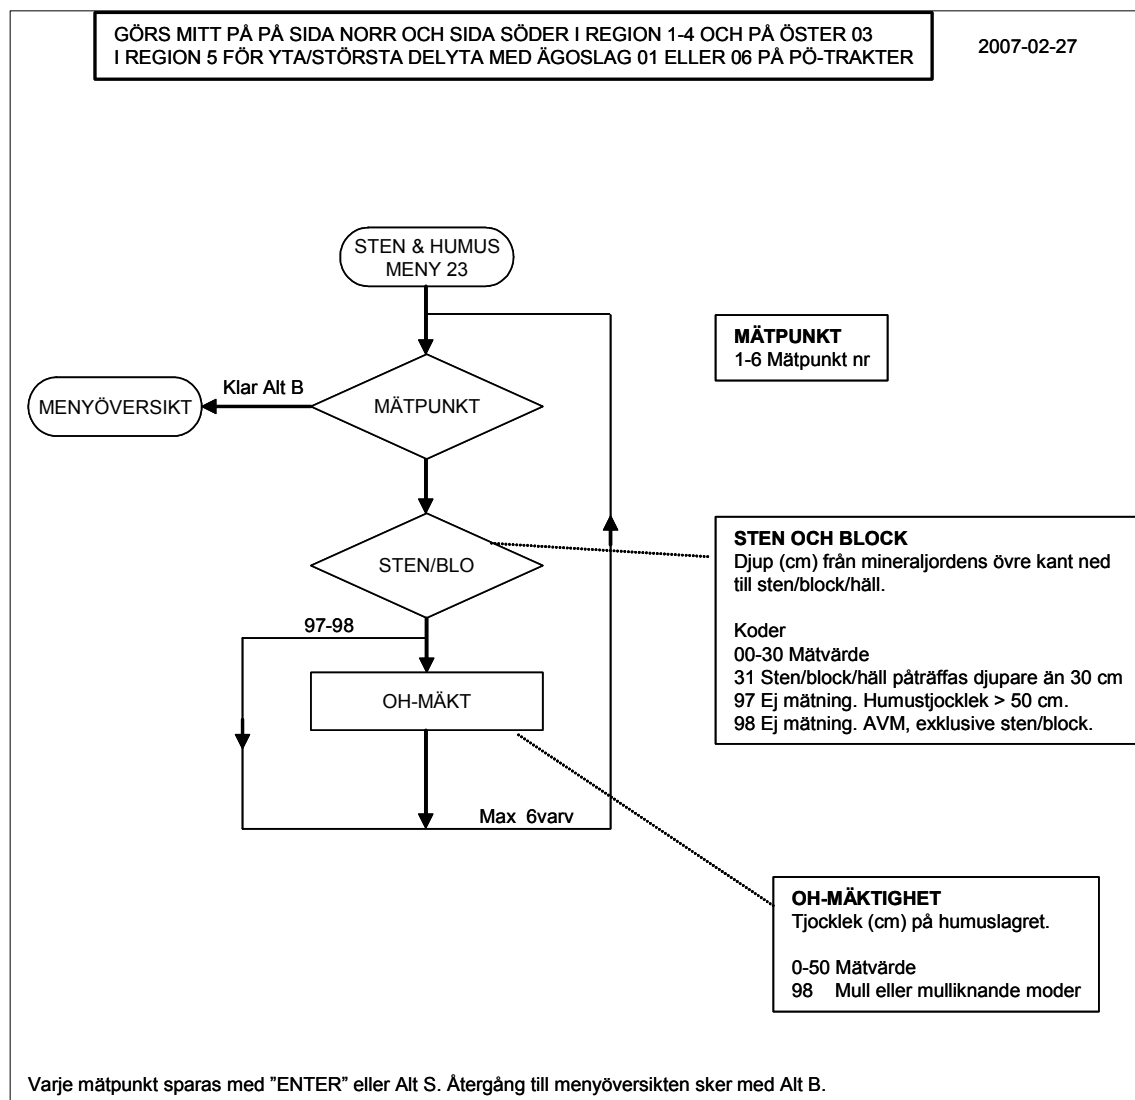 GÖRS MITT PÅ PÅ SIDA NORR OCH SIDA SÖDER I REGION 1-4 OCH PÅ ÖSTER 03
I REGION 5 FÖR YTA/STÖRSTA DELYTA MED ÄGOSLAG 01 ELLER 06 PÅ PÖ-TRAKTER
2007-02-27
STEN & HUMUS
MENY 23
MÄTPUNKT
1-6 Mätpunkt nr
Klar Alt B
MENYÖVERSIKT
MÄTPUNKT
STEN/BLO
STEN OCH BLOCK
Djup (cm) från mineraljordens övre kant ned
till sten/block/häll.
Koder
00-30 Mätvärde
31 Sten/block/häll påträffas djupare än 30 cm
97 Ej mätning. Humustjocklek > 50 cm.
98 Ej mätning. AVM, exklusive sten/block.
97-98
OH-MÄKT
Max 6varv
OH-MÄKTIGHET
Tjocklek (cm) på humuslagret.
0-50 Mätvärde
98 Mull eller mulliknande moder
Varje mätpunkt sparas med ”ENTER” eller Alt S. Återgång till menyöversikten sker med Alt B.